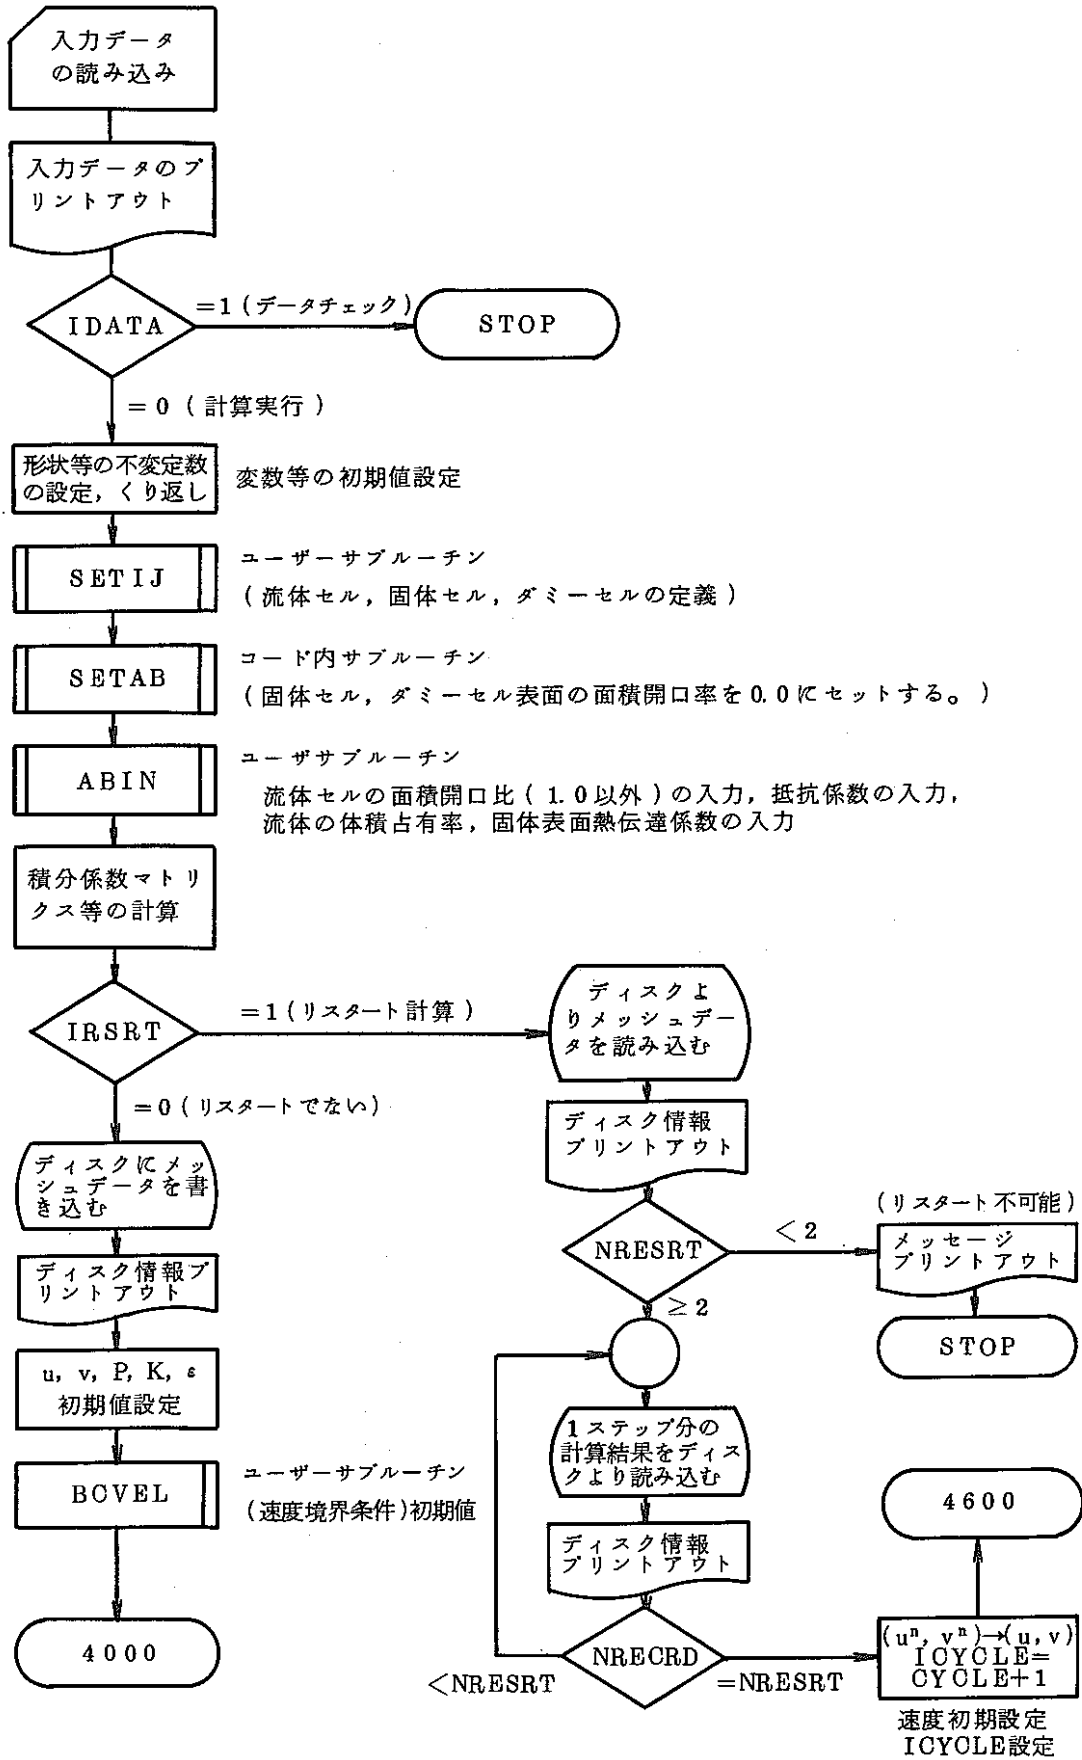 入力データ
の読み込み
入力データのプ
リントアウト
IDATA
=1(データチェック)
STOP
=0(計算実行)
形状等の不変定数
の設定,くり返し
変数等の初期値設定
SETIJ
ユーザーサブルーチン
(流体セル,固体セル,ダミーセルの定義)
SETAB
コード内サブルーチン
(固体セル,ダミーセル表面の面積開口率を0.0にセットする。)
ABIN
ユーザサブルーチン
流体セルの面積開口比(1.0以外)の入力,抵抗係数の入力,
流体の体積占有率,固体表面熱伝達係数の入力
積分係数マトリ
クス等の計算
IRSRT
=1(リスタート計算)
=0(リスタートでない)
ディスクにメッ
シュデータを書
き込む
ディスク情報プ
リントアウト
u, v, P, K, ε
初期値設定
BCVEL
ユーザーサブルーチン
(速度境界条件)初期値
4000
ディスクよ
りメッシュデー
タを読み込む
ディスク情報
プリントアウト
NRESRT
<2
(リスタート不可能)
メッセージ
プリントアウト
STOP
≥2
1ステップ分の
計算結果をディス
クより読み込む
ディスク情報
プリントアウト
NRECRD
<NRESRT
=NRESRT
4600
(uⁿ, vⁿ)→(u, v)
ICYCLE=
CYCLE+1
速度初期設定
ICYCLE設定